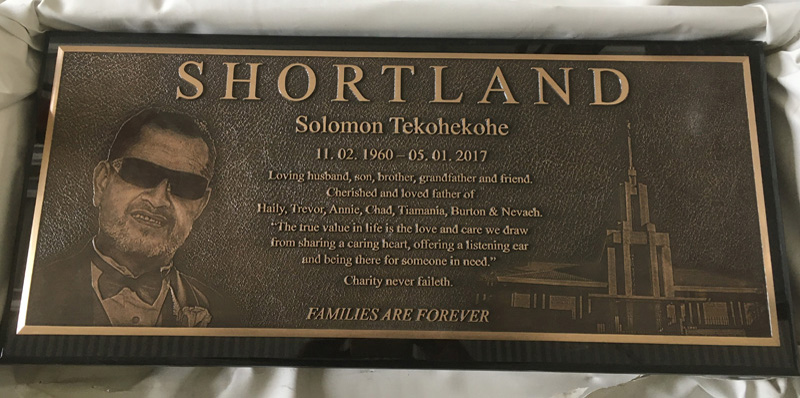 SHORTLAND
Solomon Tekohekohe
11. 02. 1960 – 05. 01. 2017
Loving husband, son, brother, grandfather and friend.
Cherished and loved father of
Haily, Trevor, Annie, Chad, Tiamania, Burton & Nevaeh.
“The true value in life is the love and care we draw
from sharing a caring heart, offering a listening ear
and being there for someone in need.”
Charity never faileth.
FAMILIES ARE FOREVER